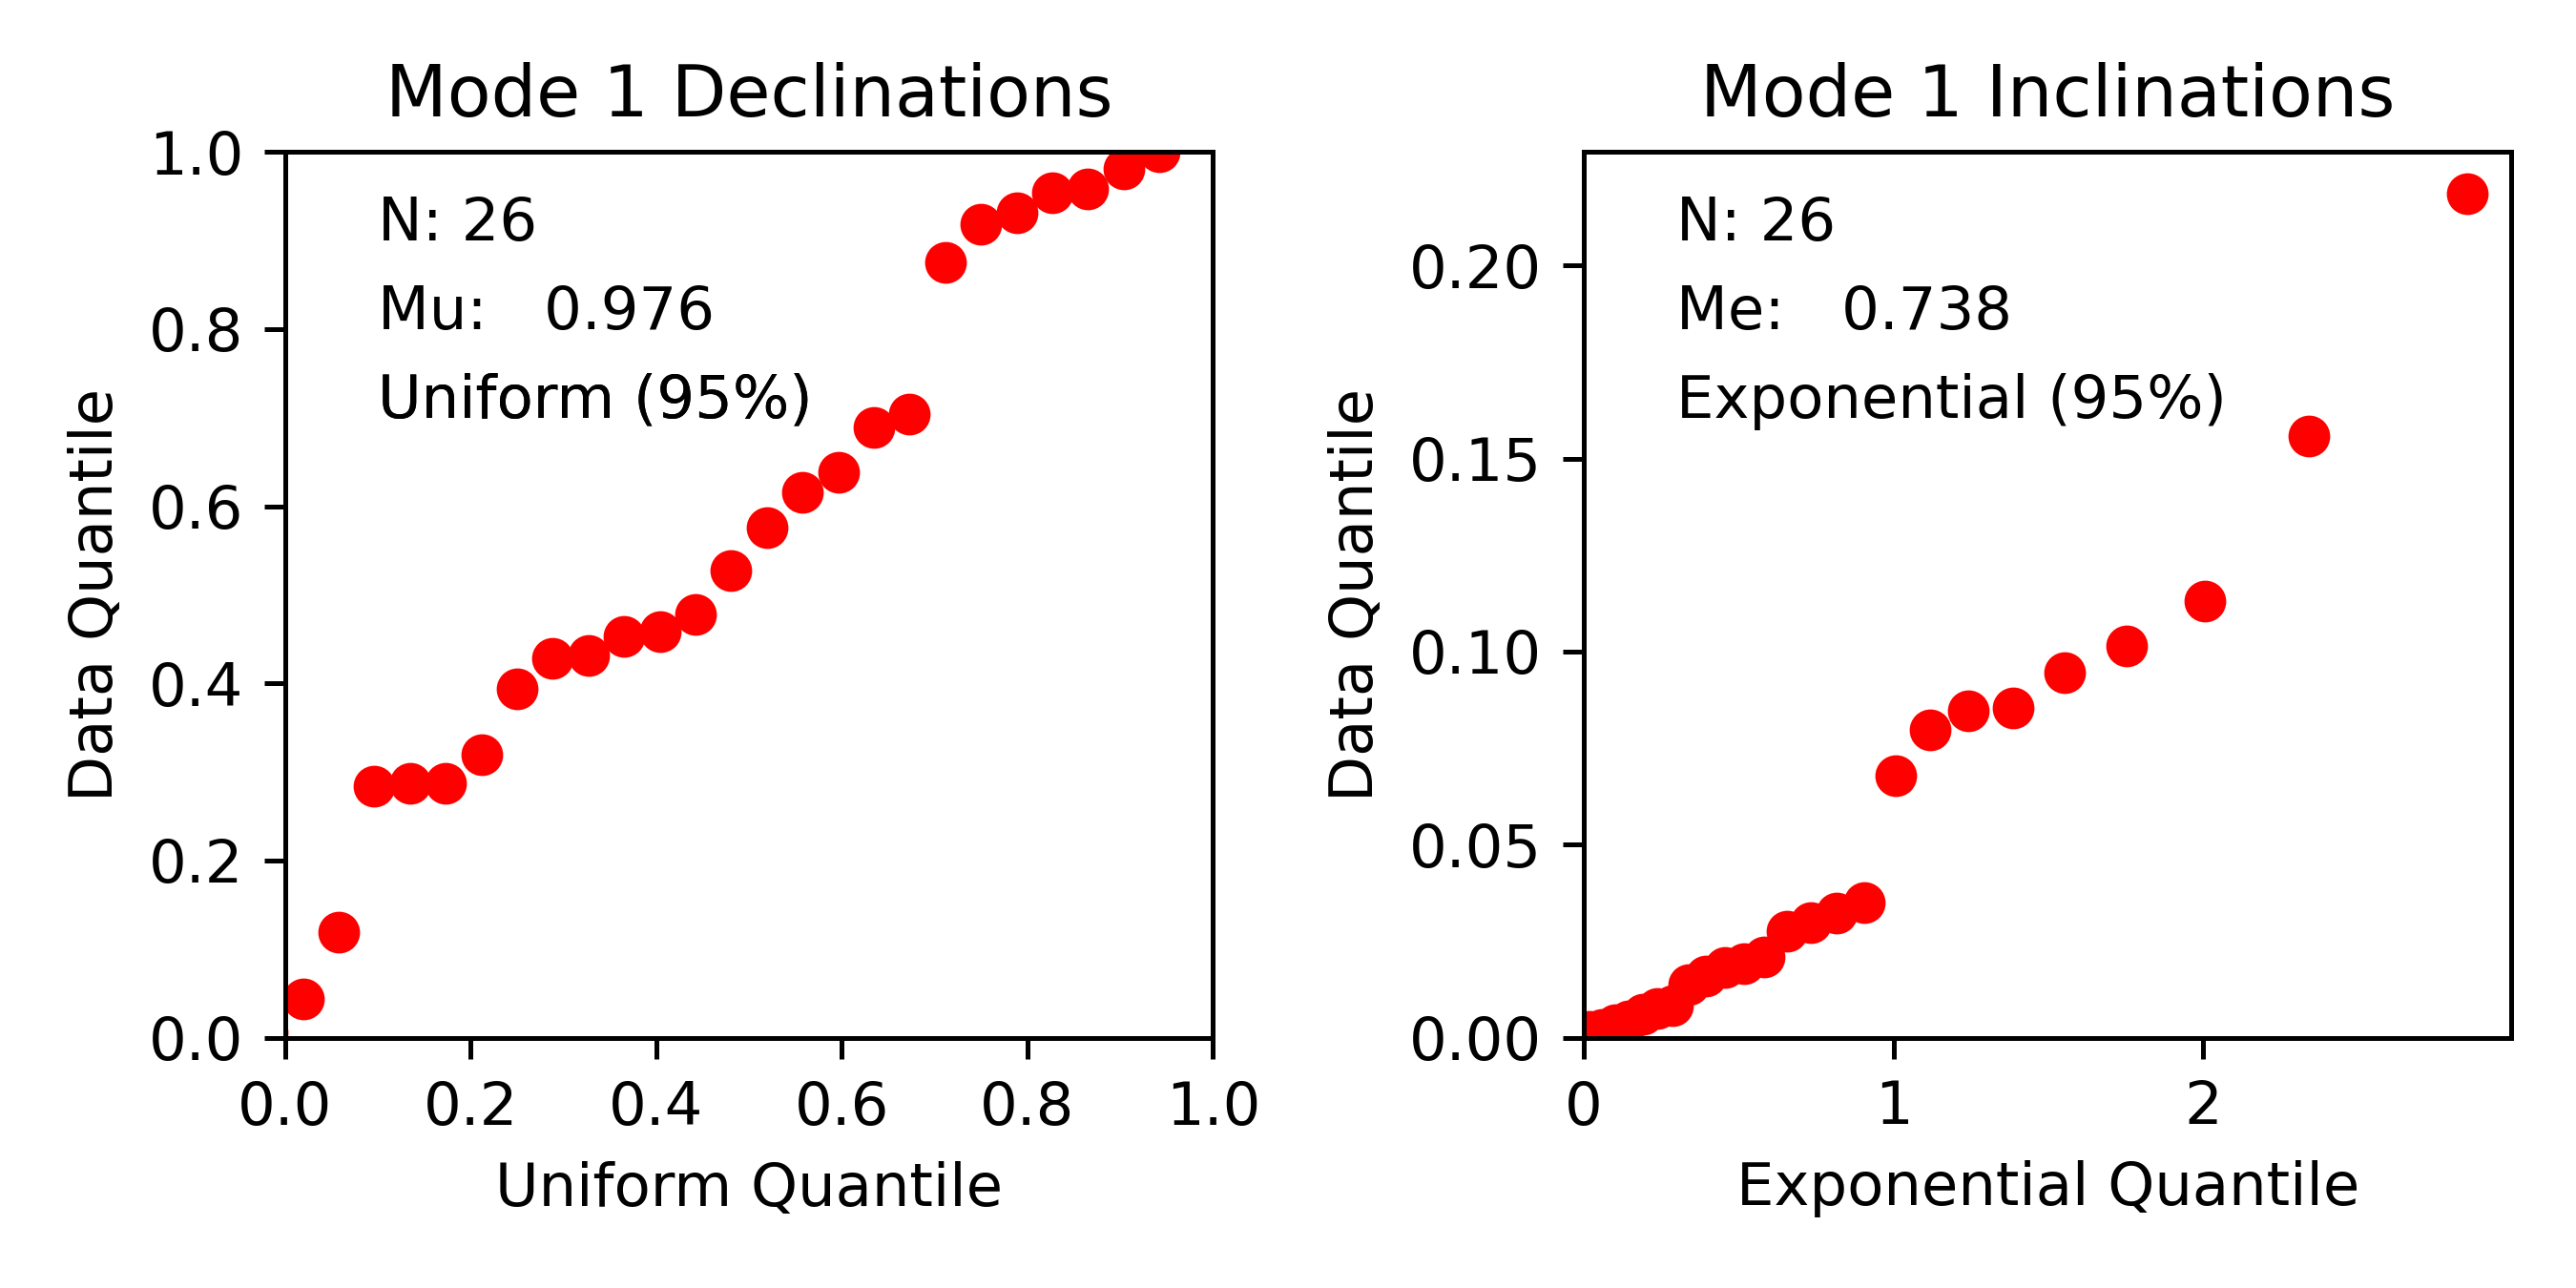 Mode 1 Declinations
1.0
0.8
0.6
0.4
0.2
0.0
Data Quantile
N: 26
Mu: 0.976
Uniform (95%)
0.0 0.2 0.4 0.6 0.8 1.0
Uniform Quantile
Mode 1 Inclinations
0.20
0.15
0.10
0.05
0.00
Data Quantile
N: 26
Me: 0.738
Exponential (95%)
0 1 2
Exponential Quantile